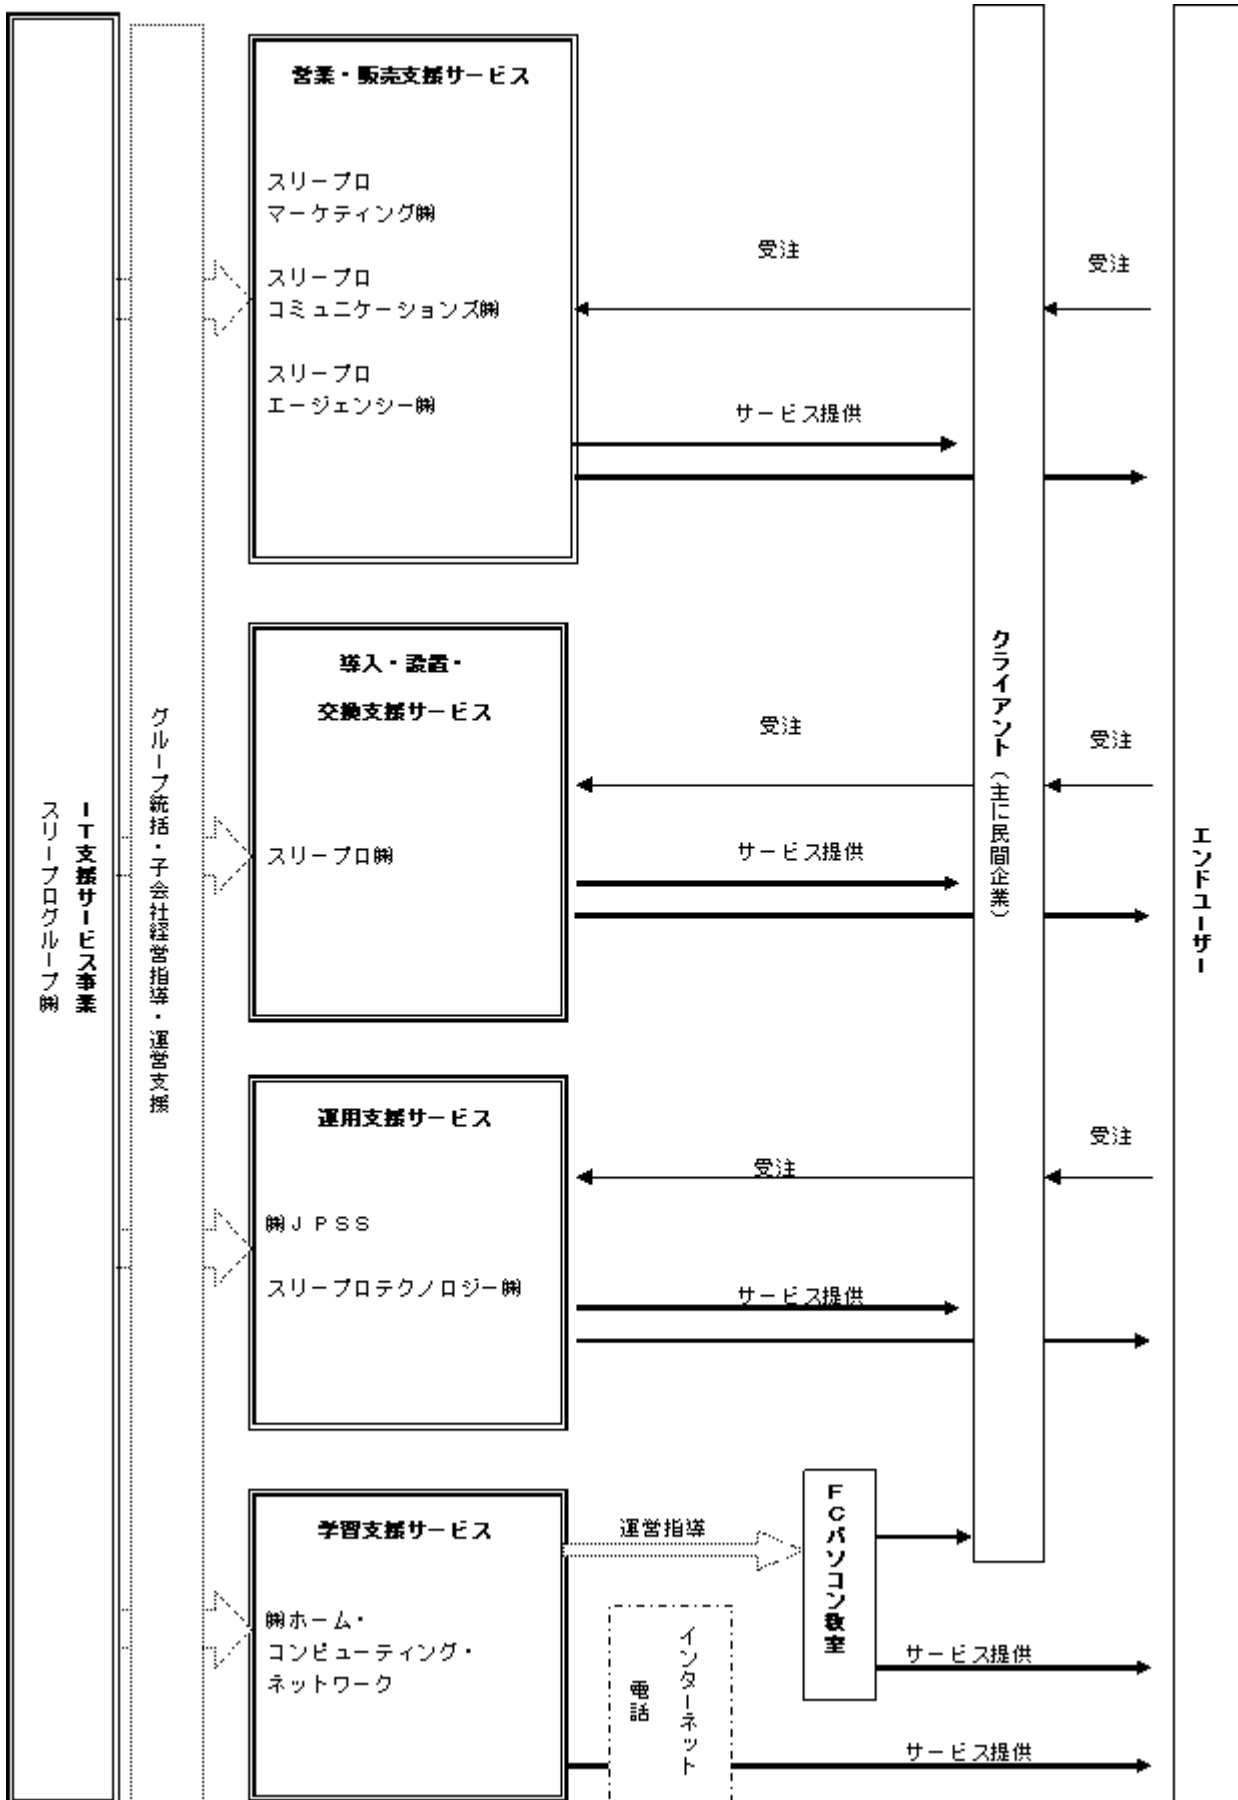 IT支援サービス事業
スリープログループ㈱
グループ統括・子会社経営指導・運営支援
営業・販売支援サービス
スリープロ
マーケティング㈱
スリープロ
コミュニケーションズ㈱
スリープロ
エージェンシー㈱
受注
受注
サービス提供
導入・設置・
交換支援サービス
スリープロ㈱
受注
受注
サービス提供
運用支援サービス
㈱JPSS
スリープロテクノロジー㈱
受注
受注
サービス提供
学習支援サービス
㈱ホーム・
コンピューティング・
ネットワーク
運営指導
FCパソコン教室
インターネット
電話
サービス提供
サービス提供
クライアント（主に民間企業）
エンドユーザー